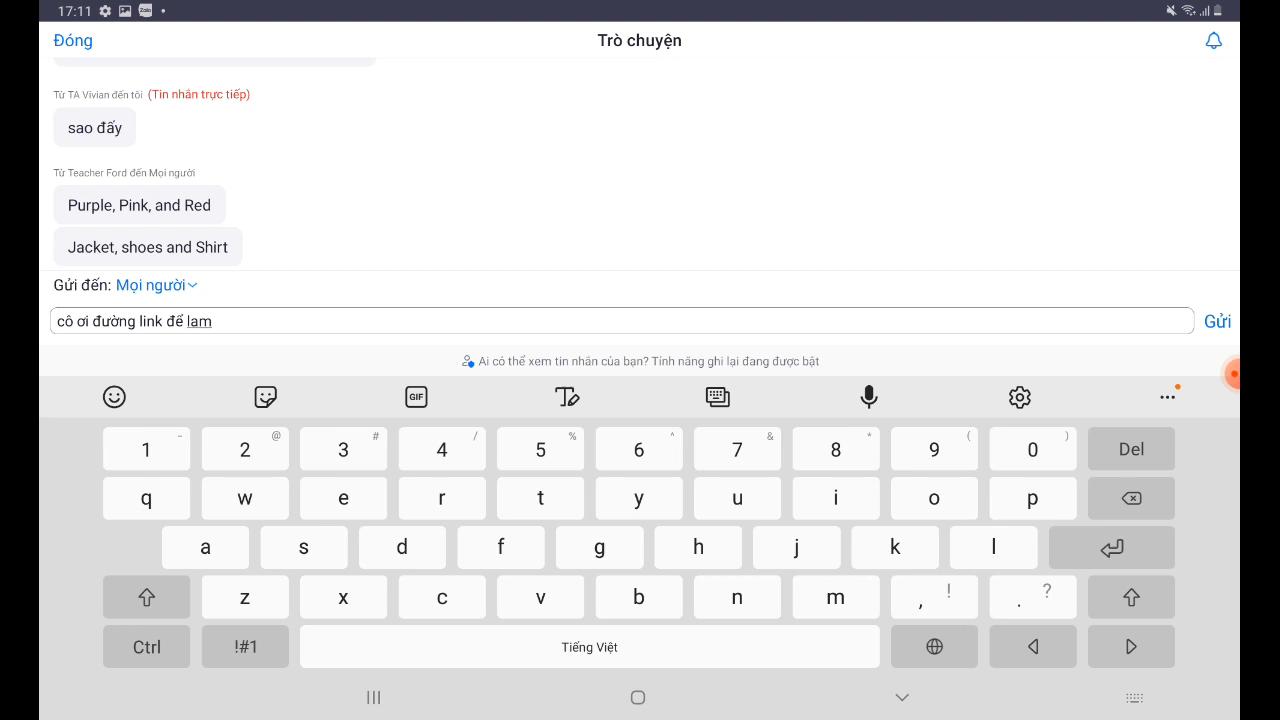 17:11
Đóng
Trò chuyện
Từ TA Vivian đến tôi (Tin nhắn trực tiếp)
sao đấy
Từ Teacher Ford đến Mọi người
Purple, Pink, and Red
Jacket, shoes and Shirt
Gửi đến: Mọi người
cô ơi đường link để lam
Gửi
Ai có thể xem tin nhắn của bạn? Tính năng ghi lại đang được bật
GIF
1 - 2 @ 3 # 4 / 5 % 6 ^ 7 & 8 * 9 ( 0 ) Del
q w e r t y u i o p
a s d f g h j k l
z x c v b n m , ! . ?
Ctrl !#1 Tiếng Việt